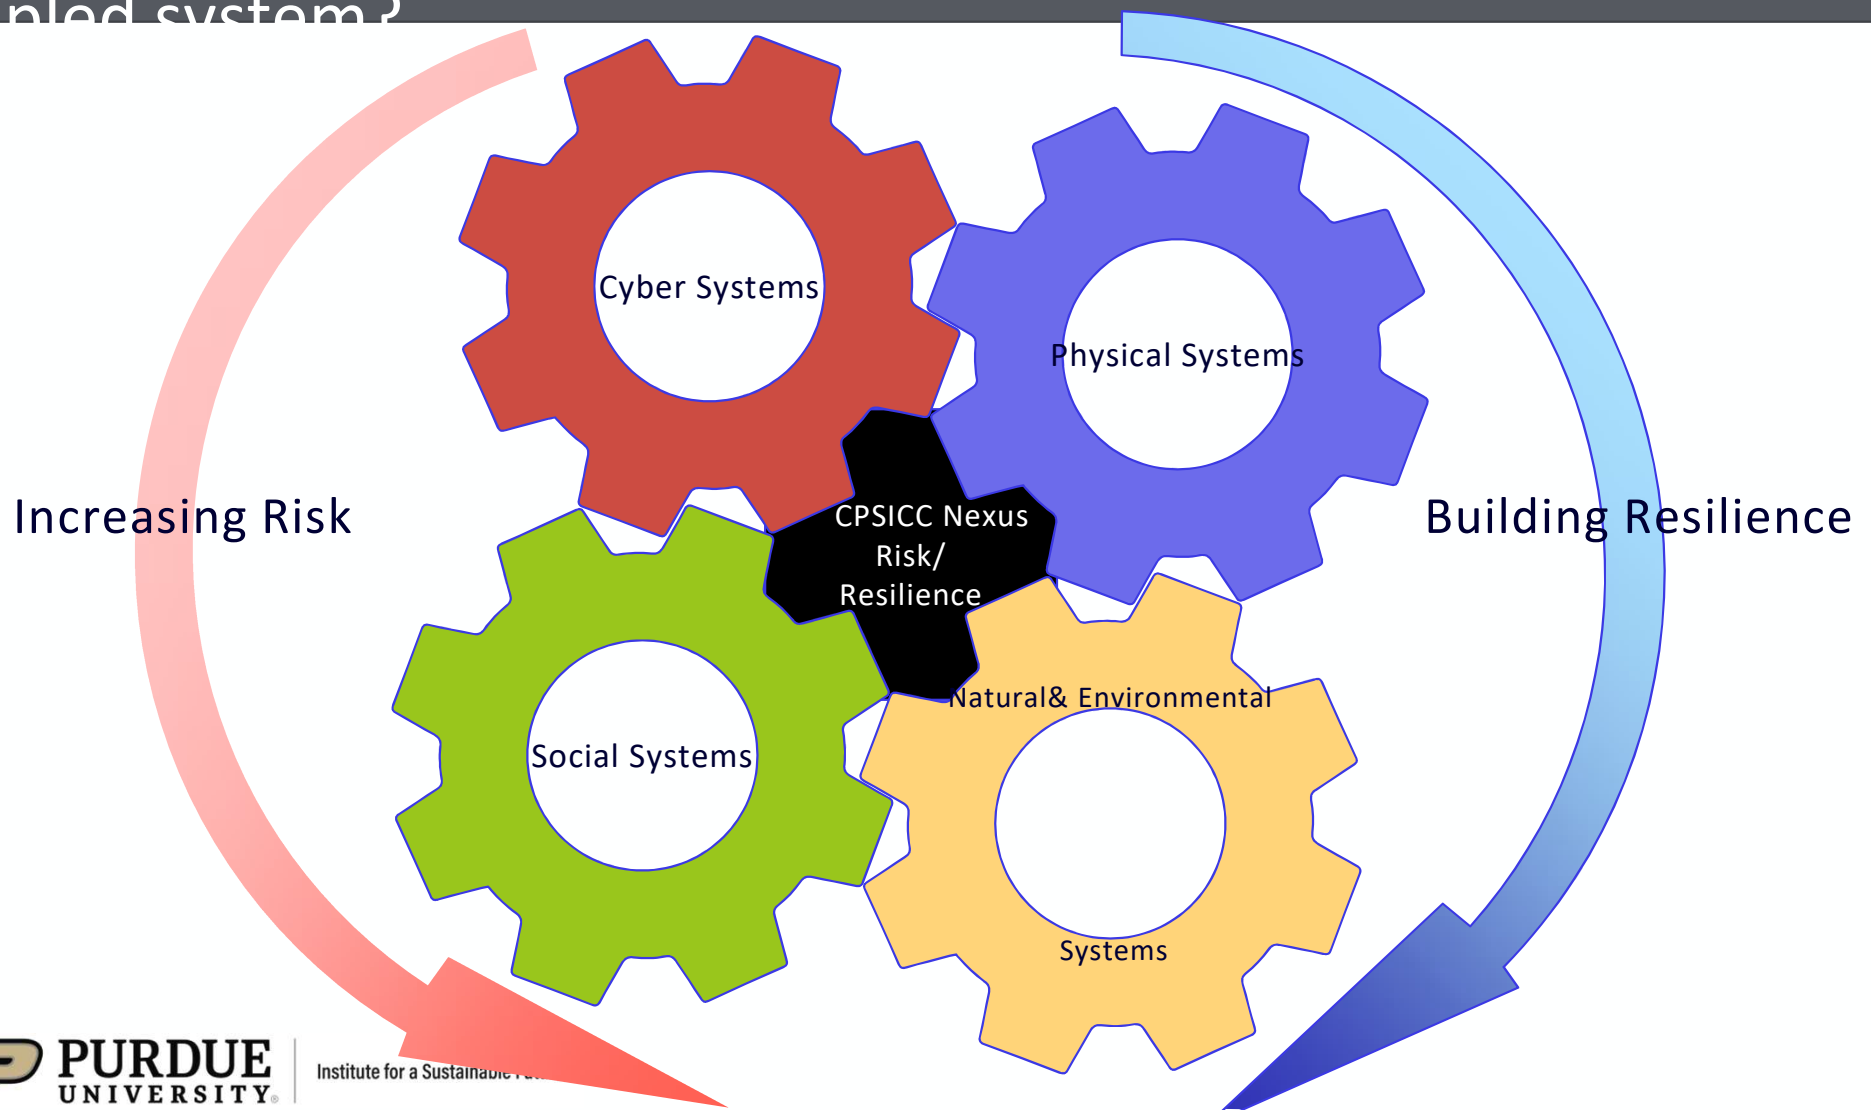 system?
Cyber Systems
Physical Systems
Increasing Risk
CPSICC Nexus
Risk/
Resilience
Building Resilience
Natural& Environmental
Social Systems
Systems
PURDUE
UNIVERSITY®
Institute for a